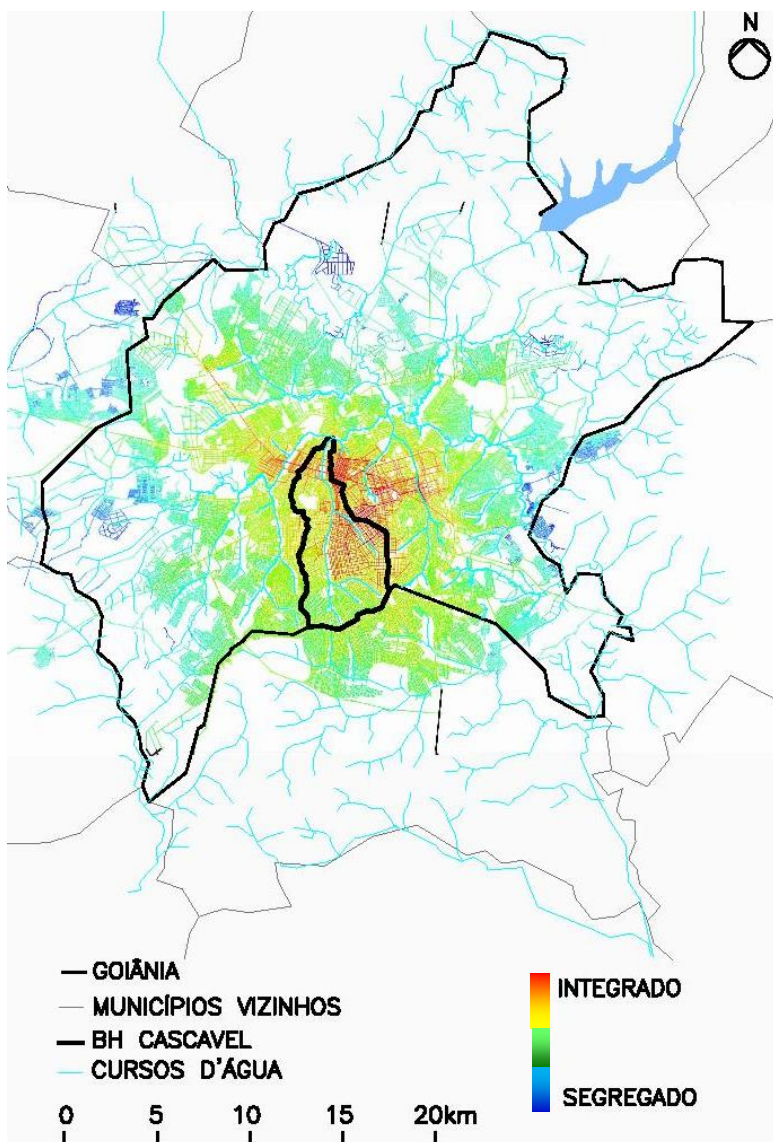 N
GOIÂNIA
MUNICÍPIOS VIZINHOS
BH CASCAVEL
CURSOS D'ÁGUA
INTEGRADO
SEGREGADO
0 5 10 15 20km